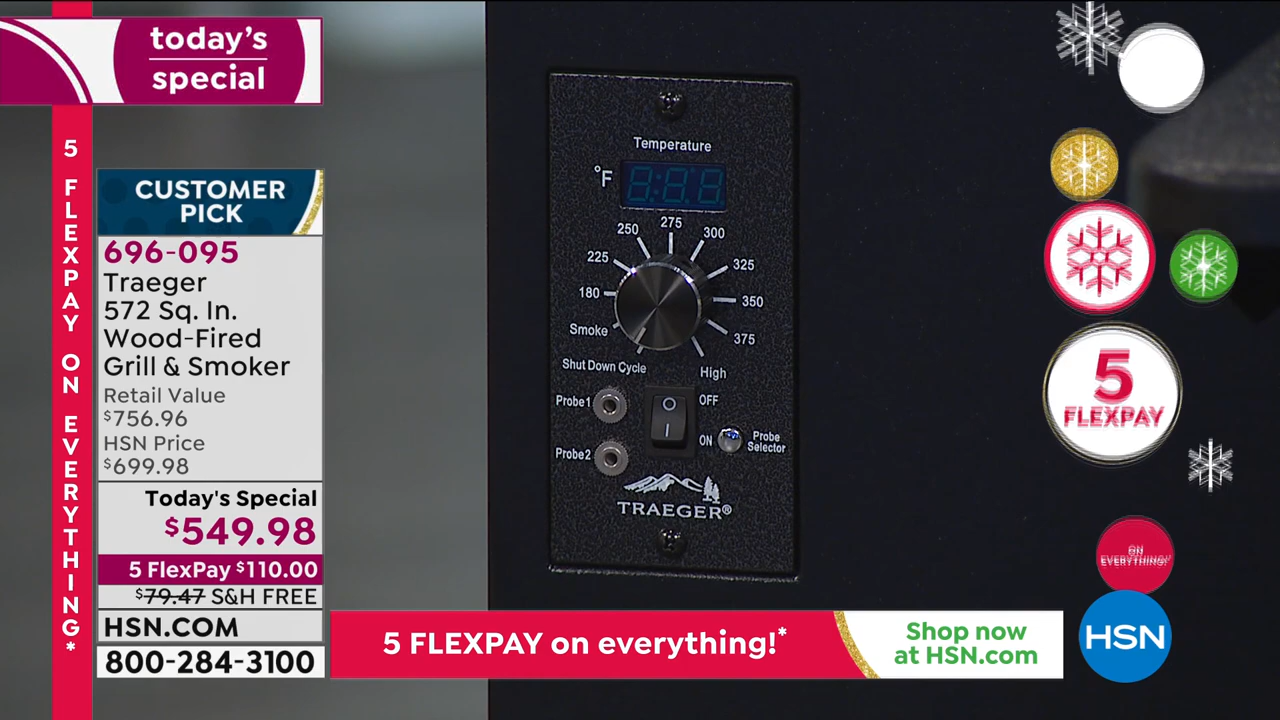 today's
special
5 FLEXPAY ON EVERYTHING!*
CUSTOMER
PICK
696-095
Traeger
572 Sq. In.
Wood-Fired
Grill & Smoker
Retail Value
$756.96
HSN Price
$699.98
Today's Special
$549.98
5 FlexPay $110.00
$79.47 S&H FREE
HSN.COM
800-284-3100
Temperature
°F
8:8.8
275
250
300
225
325
180
350
Smoke
375
Shut Down Cycle
High
Probe1
O
OFF
I
ON
Probe
Selector
Probe2
TRAEGER®
5 FLEXPAY on everything!*
Shop now
at HSN.com
5
FLEXPAY
ON
EVERYTHING!*
HSN